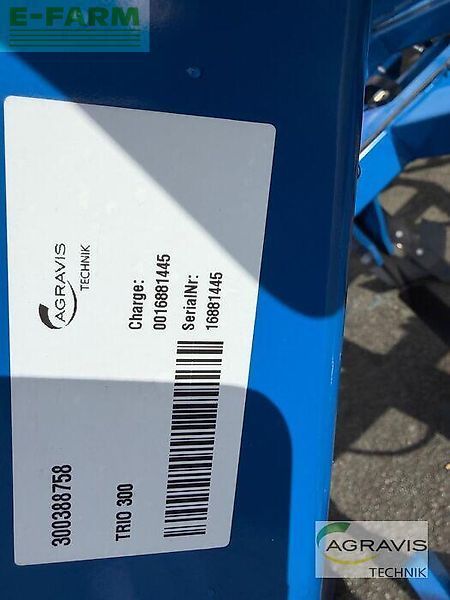 E-FARM
AGRAVIS
TECHNIK
Charge:
0016881445
SerialNr:
16881445
300388758
TRIO 300
AGRAVIS
TECHNIK